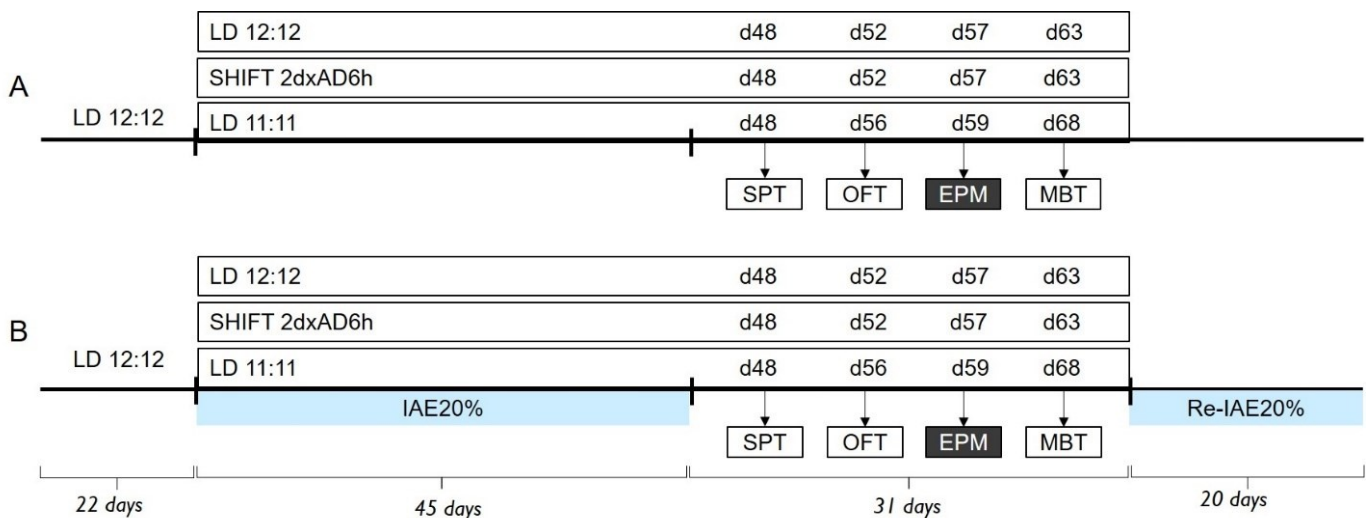 LD 12:12 d48 d52 d57 d63
A
SHIFT 2dxAD6h d48 d52 d57 d63
LD 12:12
LD 11:11 d48 d56 d59 d68
SPT OFT EPM MBT
LD 12:12 d48 d52 d57 d63
B
SHIFT 2dxAD6h d48 d52 d57 d63
LD 12:12
LD 11:11 d48 d56 d59 d68
IAE20% Re-IAE20%
SPT OFT EPM MBT
22 days 45 days 31 days 20 days